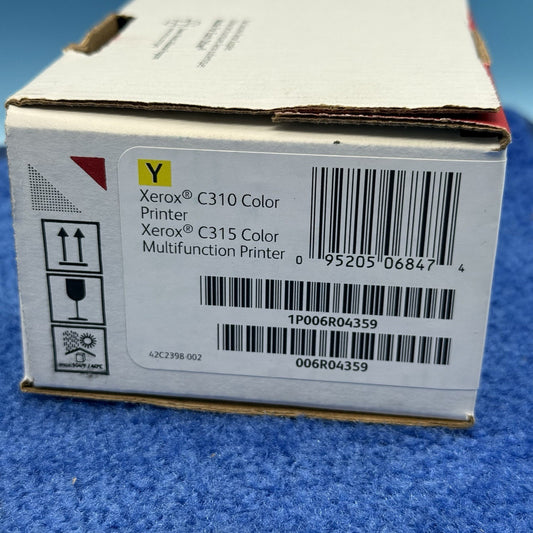 Y
Xerox® C310 Color
Printer
Xerox® C315 Color
Multifunction Printer
0 95205 06847 4
1P006R04359
42C2398-002
006R04359